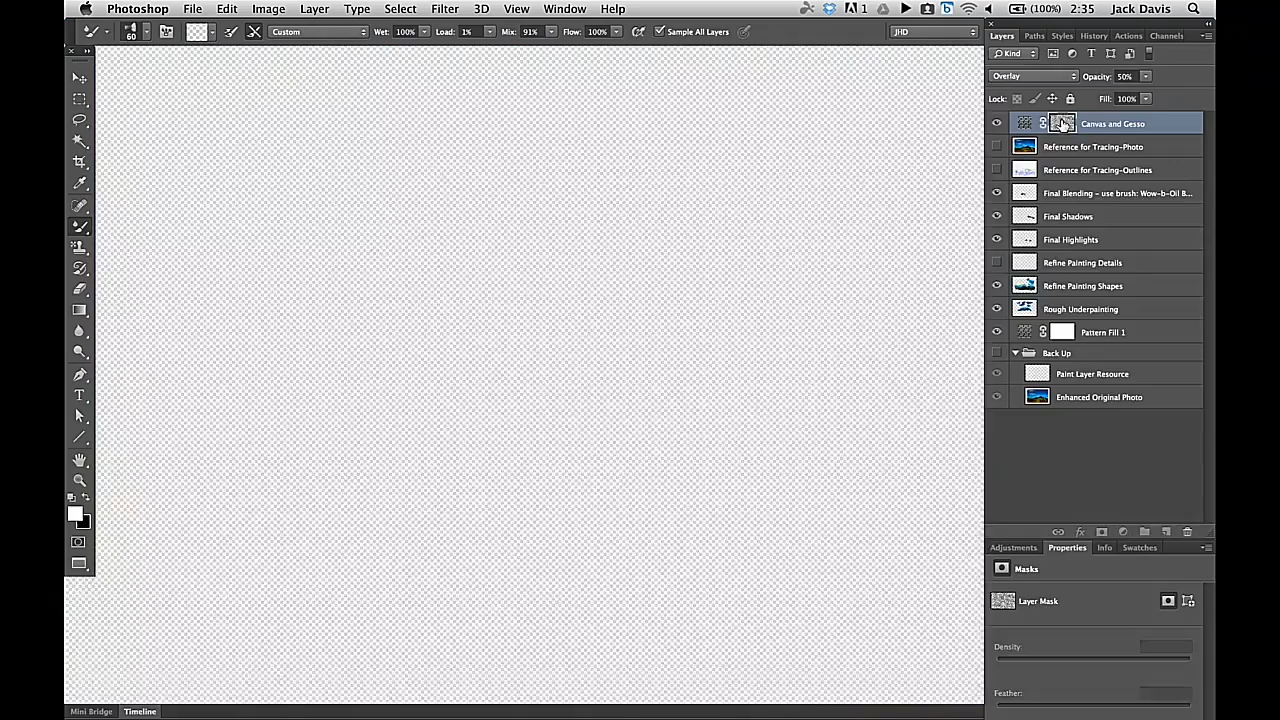 Photoshop File Edit Image Layer Type Select Filter 3D View Window Help 1 (100%) 2:35 Jack Davis
60 Custom Wet: 100% Load: 1% Mix: 91% Flow: 100% Sample All Layers JHD
Layers Paths Styles History Actions Channels
Kind
Overlay Opacity: 50%
Lock: Fill: 100%
Canvas and Gesso
Reference for Tracing-Photo
Reference for Tracing-Outlines
Final Blending - use brush: Wow-b-Oil B...
Final Shadows
Final Highlights
Refine Painting Details
Refine Painting Shapes
Rough Underpainting
Pattern Fill 1
Back Up
Paint Layer Resource
Enhanced Original Photo
Adjustments Properties Info Swatches
Masks
Layer Mask
Density:
Feather:
Mini Bridge Timeline